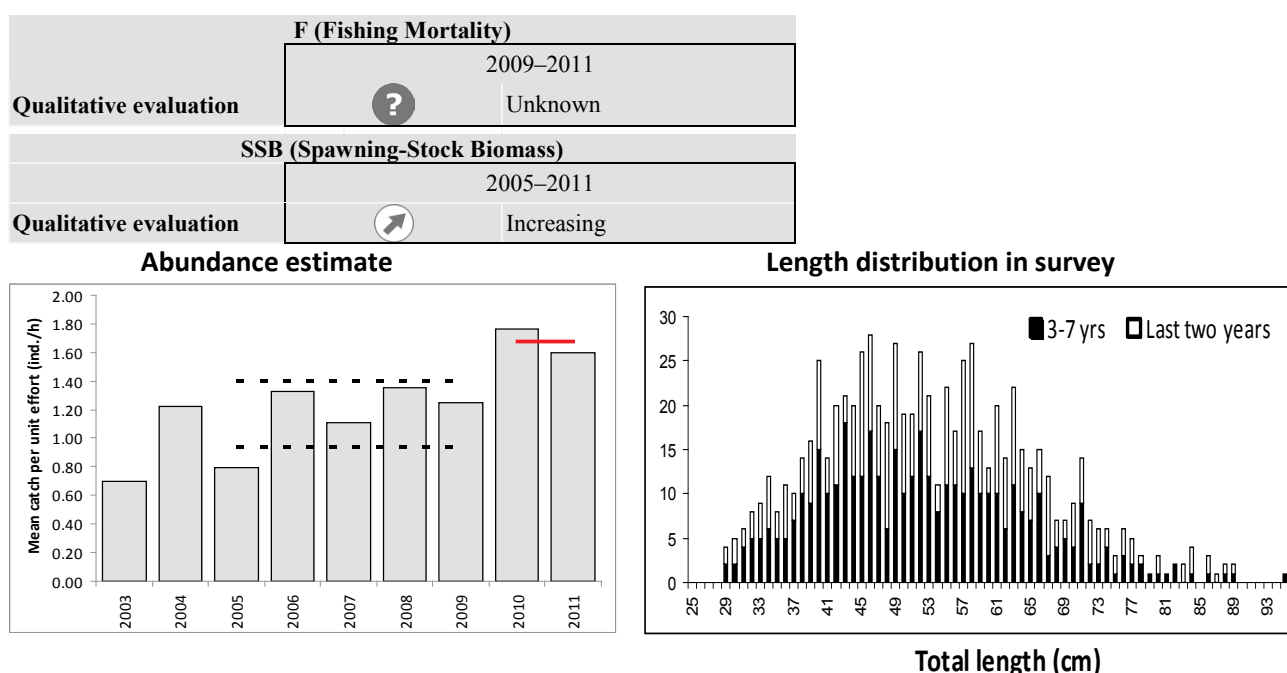 F (Fishing Mortality)
2009–2011
Qualitative evaluation ? Unknown
SSB (Spawning-Stock Biomass)
2005–2011
Qualitative evaluation Increasing
Abundance estimate
Mean catch per unit effort (ind./h)
2.00
1.80
1.60
1.40
1.20
1.00
0.80
0.60
0.40
0.20
0.00
2003 2004 2005 2006 2007 2008 2009 2010 2011
Length distribution in survey
3-7 yrs Last two years
30
25
20
15
10
5
0
25 29 33 37 41 45 49 53 57 61 65 69 73 77 81 85 89 93
Total length (cm)